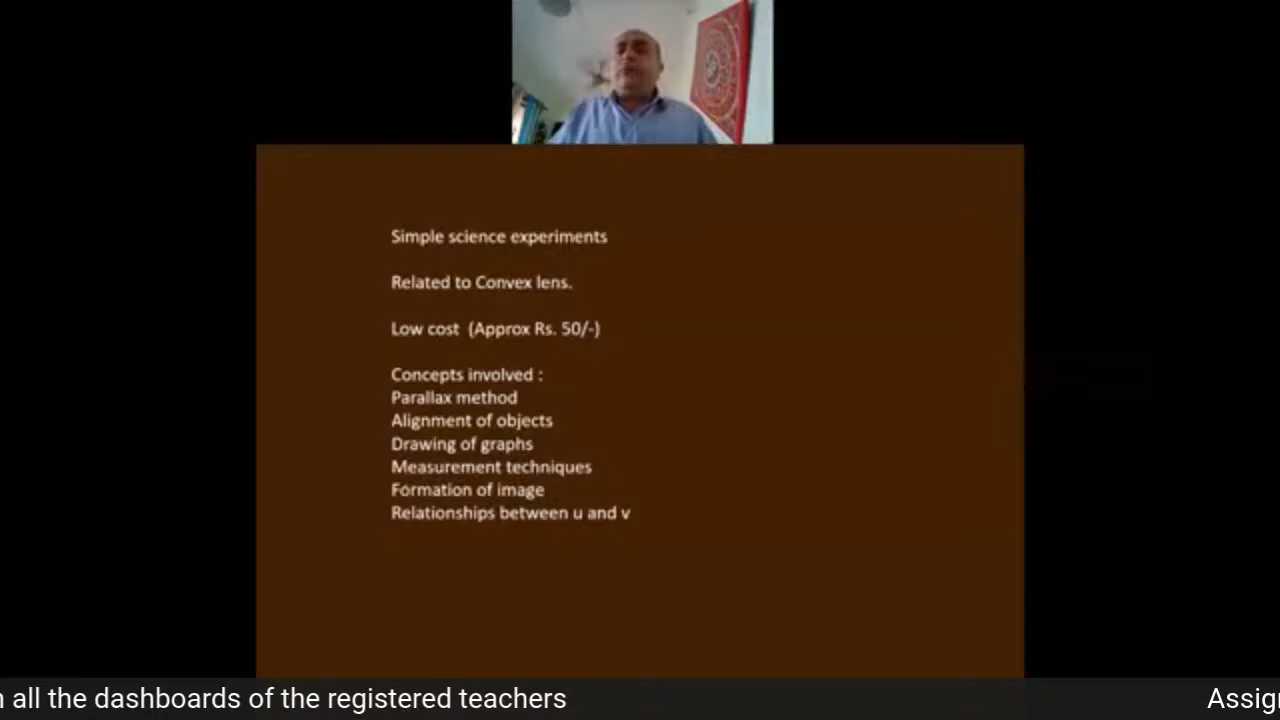 Simple science experiments
Related to Convex lens.
Low cost (Approx Rs. 50/-)
Concepts involved :
Parallax method
Alignment of objects
Drawing of graphs
Measurement techniques
Formation of image
Relationships between u and v
all the dashboards of the registered teachers